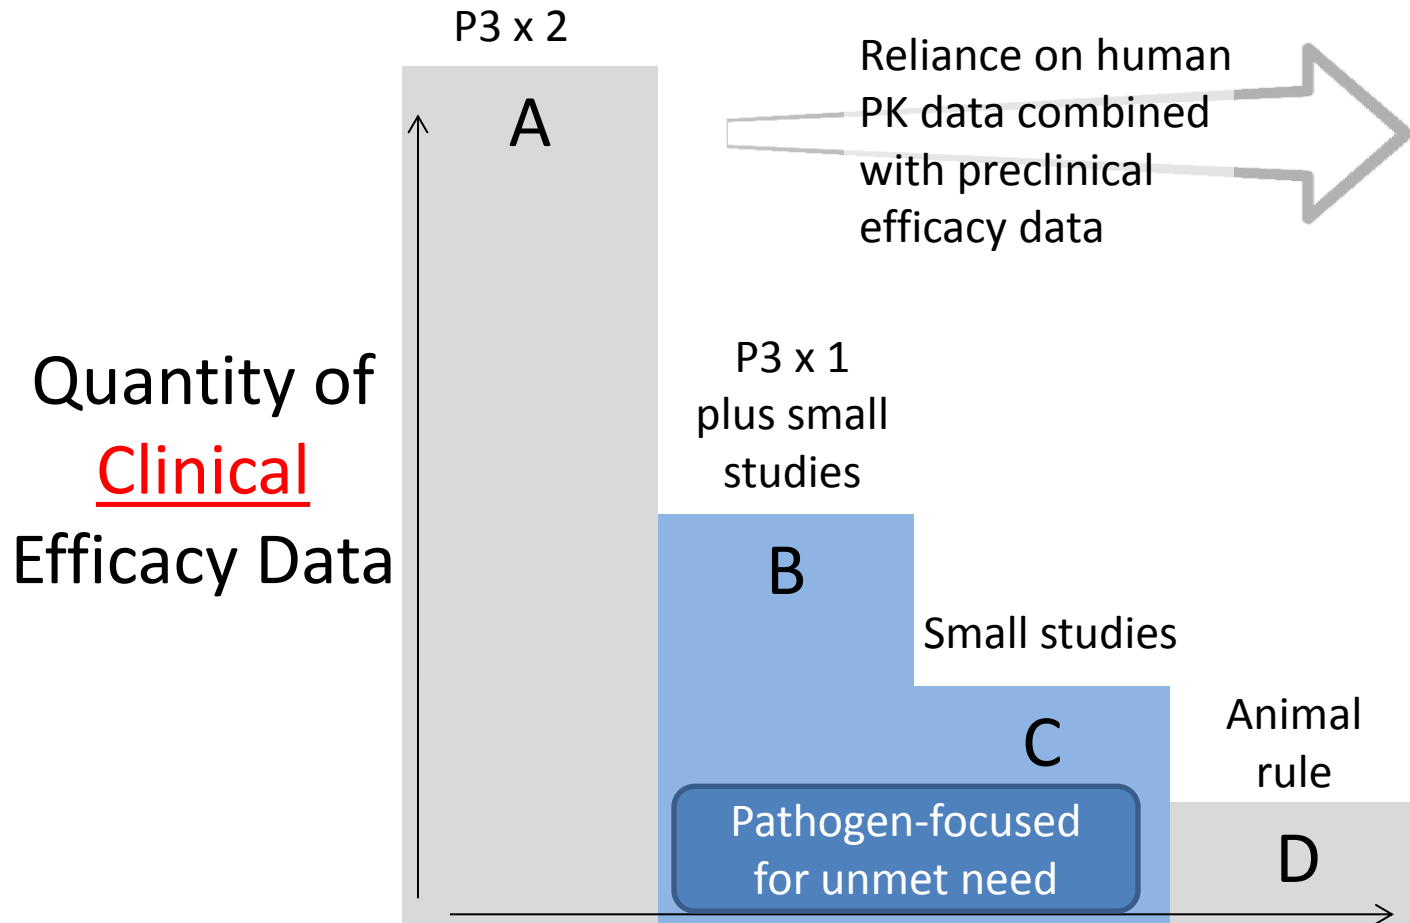 P3 x 2
A
Reliance on human
PK data combined
with preclinical
efficacy data
Quantity of
Clinical
Efficacy Data
P3 x 1
plus small
studies
B
Small studies
C
Animal
rule
D
Pathogen-focused
for unmet need